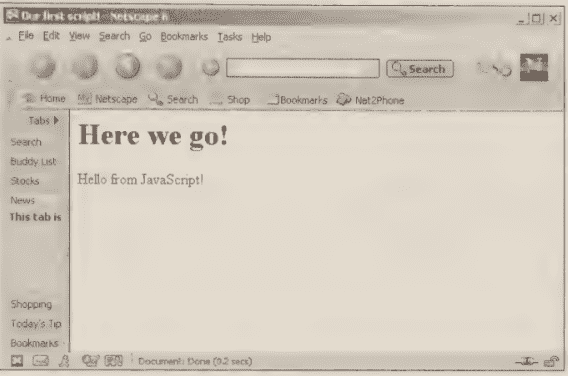 Our first script! - Netscape 6
File Edit View Search Go Bookmarks Tasks Help
Search
Home My Netscape Search Shop Bookmarks Net2Phone
Tabs
Search
Buddy List
Stocks
News
This tab is
Shopping
Today's Tip
Bookmarks
Here we go!
Hello from JavaScript!
Document: Done (0.2 secs)